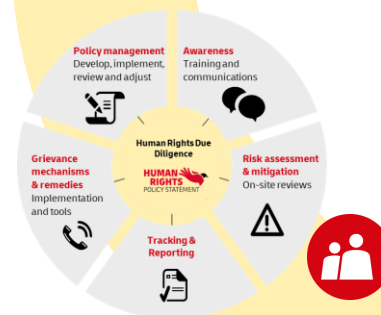 Policy management
Develop, implement,
review and adjust
Awareness
Training and
communications
Human Rights Due
Diligence
HUMAN
RIGHTS
POLICY STATEMENT
Grievance
mechanisms
& remedies
Implementation
and tools
Risk assessment
& mitigation
On-site reviews
Tracking &
Reporting